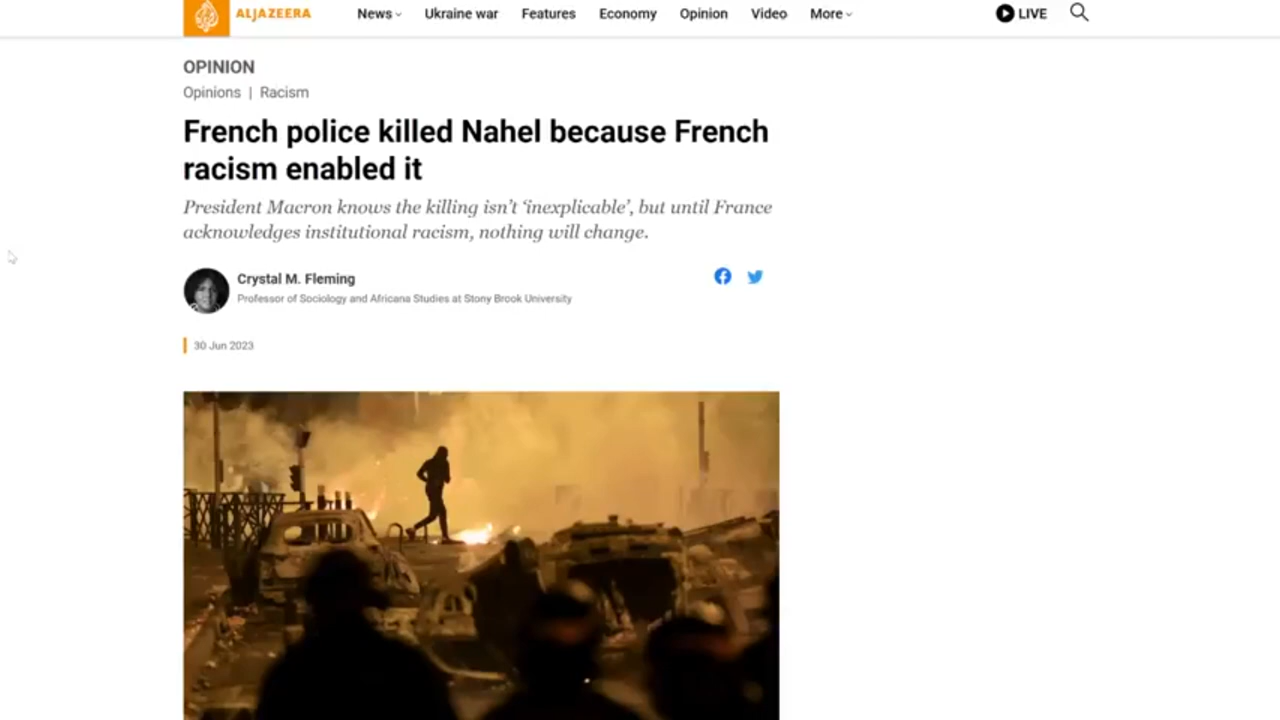 ALJAZEERA News Ukraine war Features Economy Opinion Video More LIVE
OPINION
Opinions | Racism
French police killed Nahel because French
racism enabled it
President Macron knows the killing isn't ‘inexplicable’, but until France
acknowledges institutional racism, nothing will change.
Crystal M. Fleming
Professor of Sociology and Africana Studies at Stony Brook University
30 Jun 2023